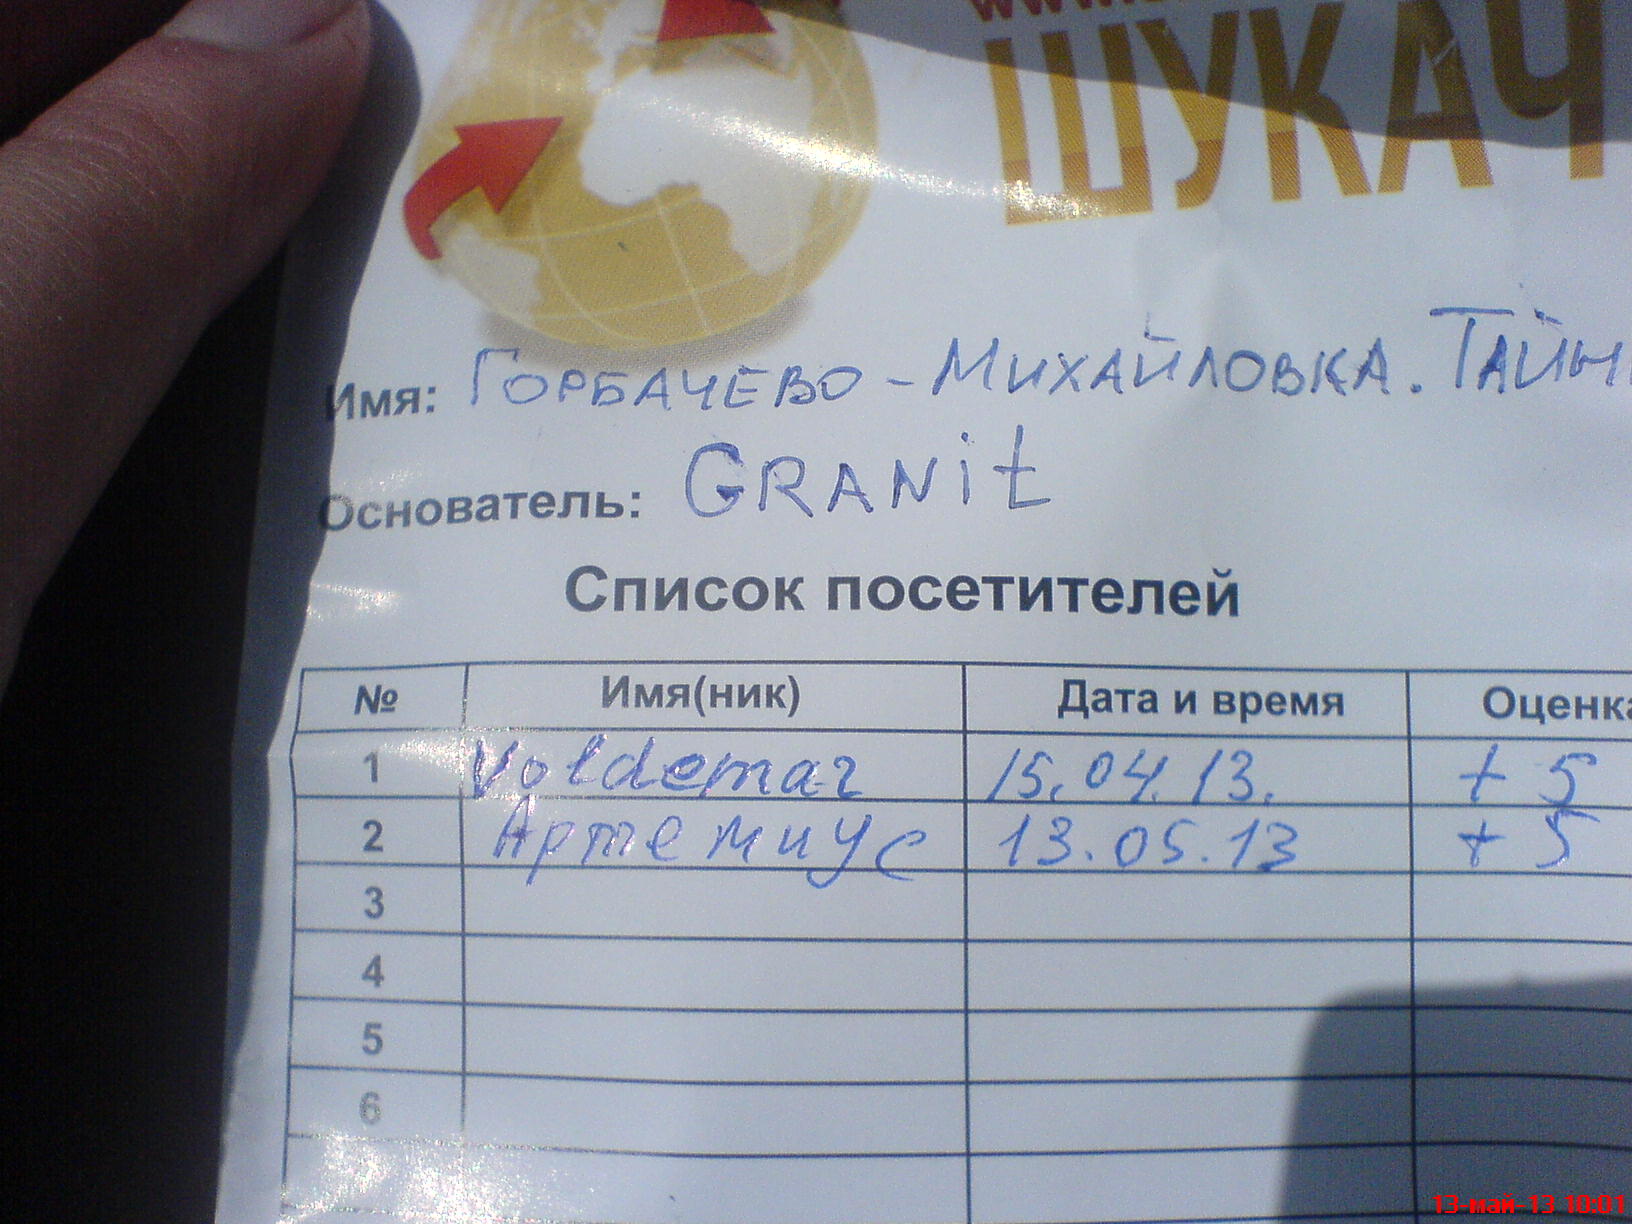 ШУКАЧ
Имя: ГОРБАЧЕВО - МИХАЙЛОВКА.
Основатель: GRANit
Список посетителей
№ Имя(ник) Дата и время Оценка
1 Voldemar 15.04.13. +5
2 Артемиус 13.05.13 +5
3
4
5
6
13-май-13 10:01